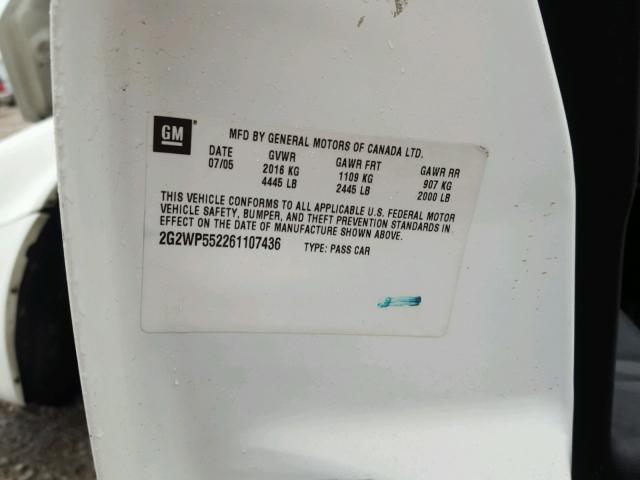 GM
MFD BY GENERAL MOTORS OF CANADA LTD.
DATE GVWR GAWR FRT GAWR RR
07/05 2016 KG 1109 KG 907 KG
4445 LB 2445 LB 2000 LB
THIS VEHICLE CONFORMS TO ALL APPLICABLE U.S. FEDERAL MOTOR
VEHICLE SAFETY, BUMPER, AND THEFT PREVENTION STANDARDS IN
EFFECT ON THE DATE OF MANUFACTURE SHOWN ABOVE.
2G2WP552261107436 TYPE: PASS CAR